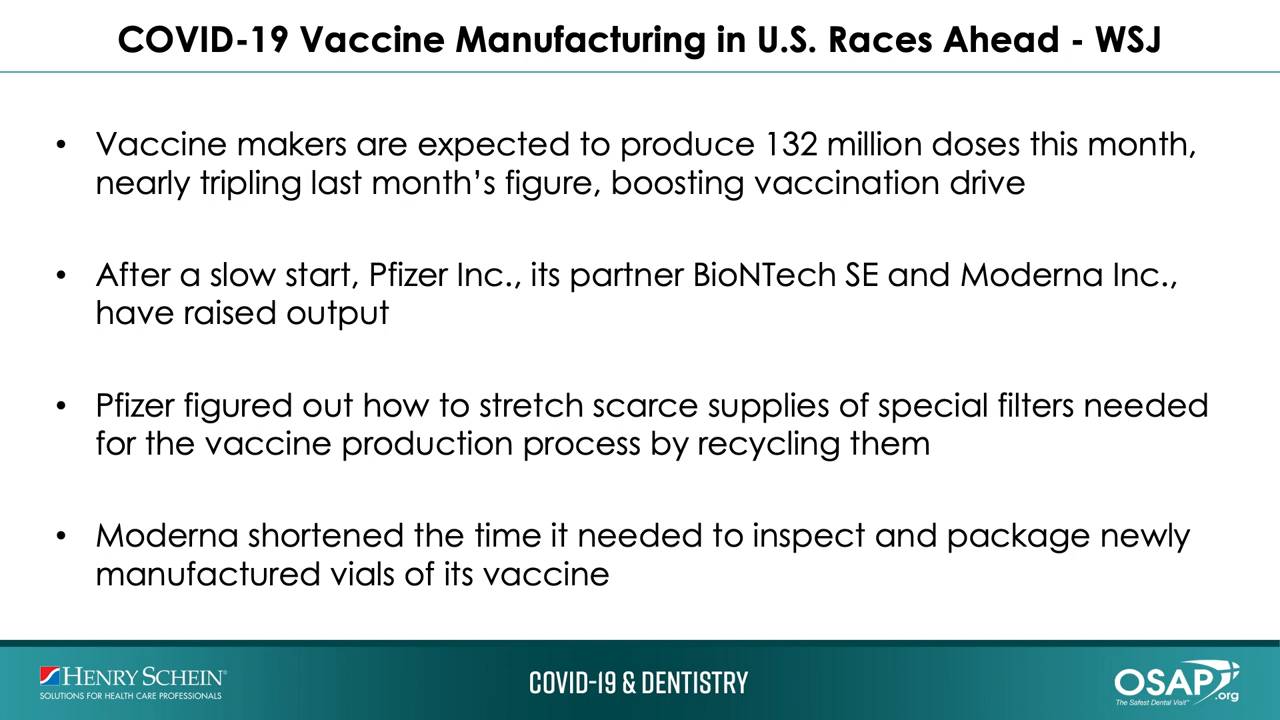 COVID-19 Vaccine Manufacturing in U.S. Races Ahead - WSJ
• Vaccine makers are expected to produce 132 million doses this month,
nearly tripling last month's figure, boosting vaccination drive
• After a slow start, Pfizer Inc., its partner BioNTech SE and Moderna Inc.,
have raised output
• Pfizer figured out how to stretch scarce supplies of special filters needed
for the vaccine production process by recycling them
• Moderna shortened the time it needed to inspect and package newly
manufactured vials of its vaccine
HENRY SCHEIN®
SOLUTIONS FOR HEALTH CARE PROFESSIONALS
COVID-19 & DENTISTRY
OSAP.org
The Safest Dental Visit™